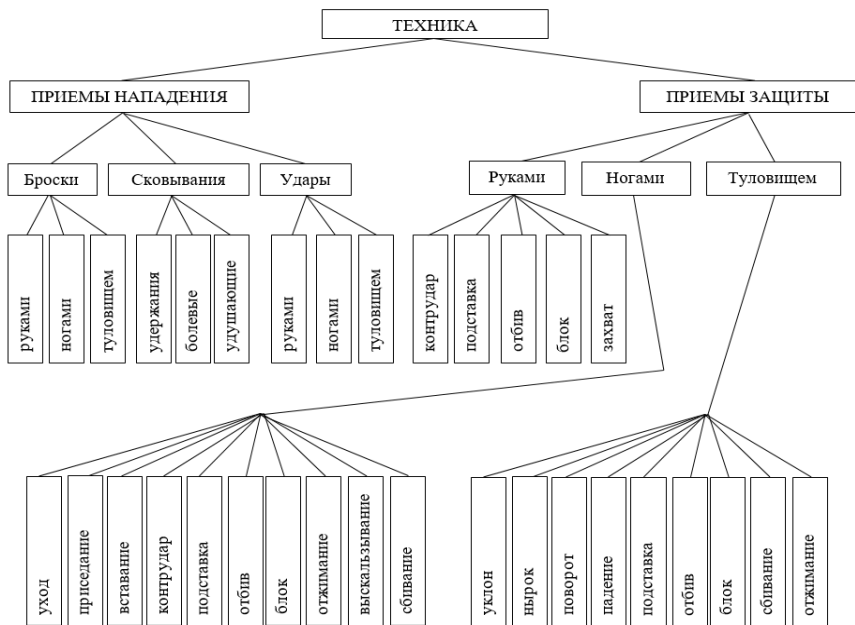 ТЕХНИКА
ПРИЕМЫ НАПАДЕНИЯ
ПРИЕМЫ ЗАЩИТЫ
Броски
Сковывания
Удары
Руками
Ногами
Туловищем
руками
ногами
туловищем
удержания
болевые
удушающие
руками
ногами
туловищем
контрудар
подставка
отбив
блок
захват
уход
приседание
вставание
контрудар
подставка
отбив
блок
отжимание
выскальзывание
сбивание
уклон
нырок
поворот
падение
подставка
отбив
блок
сбивание
отжимание